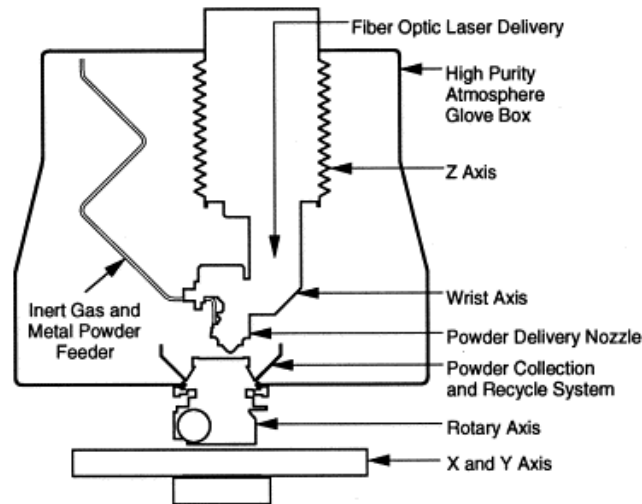 Fiber Optic Laser Delivery
High Purity
Atmosphere
Glove Box
Z Axis
Inert Gas and
Metal Powder
Feeder
Wrist Axis
Powder Delivery Nozzle
Powder Collection
and Recycle System
Rotary Axis
X and Y Axis